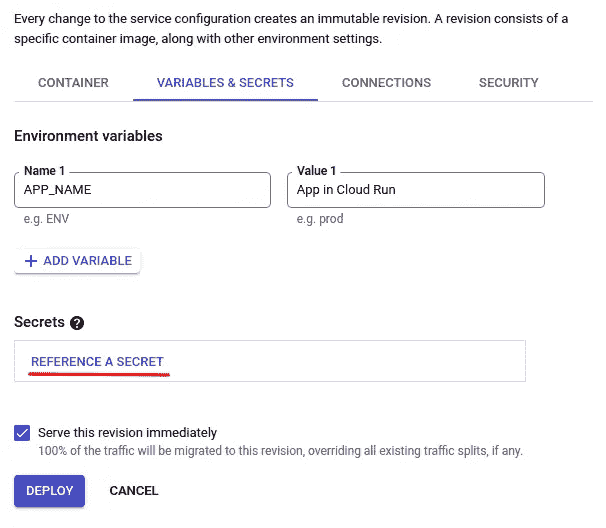 Every change to the service configuration creates an immutable revision. A revision consists of a
specific container image, along with other environment settings.
CONTAINER VARIABLES & SECRETS CONNECTIONS SECURITY
Environment variables
Name 1 Value 1
APP_NAME App in Cloud Run
e.g. ENV e.g. prod
+ ADD VARIABLE
Secrets ?
REFERENCE A SECRET
Serve this revision immediately
100% of the traffic will be migrated to this revision, overriding all existing traffic splits, if any.
DEPLOY CANCEL